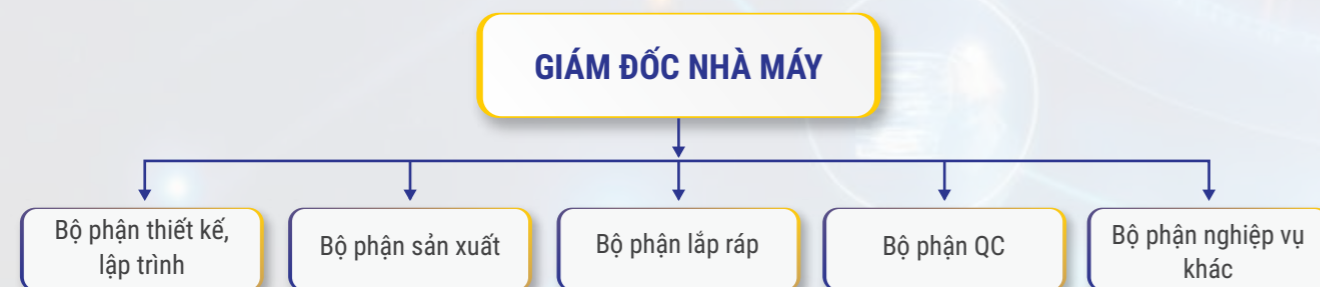 GIÁM ĐỐC NHÀ MÁY
Bộ phận thiết kế,
lập trình
Bộ phận sản xuất
Bộ phận lắp ráp
Bộ phận QC
Bộ phận nghiệp vụ
khác